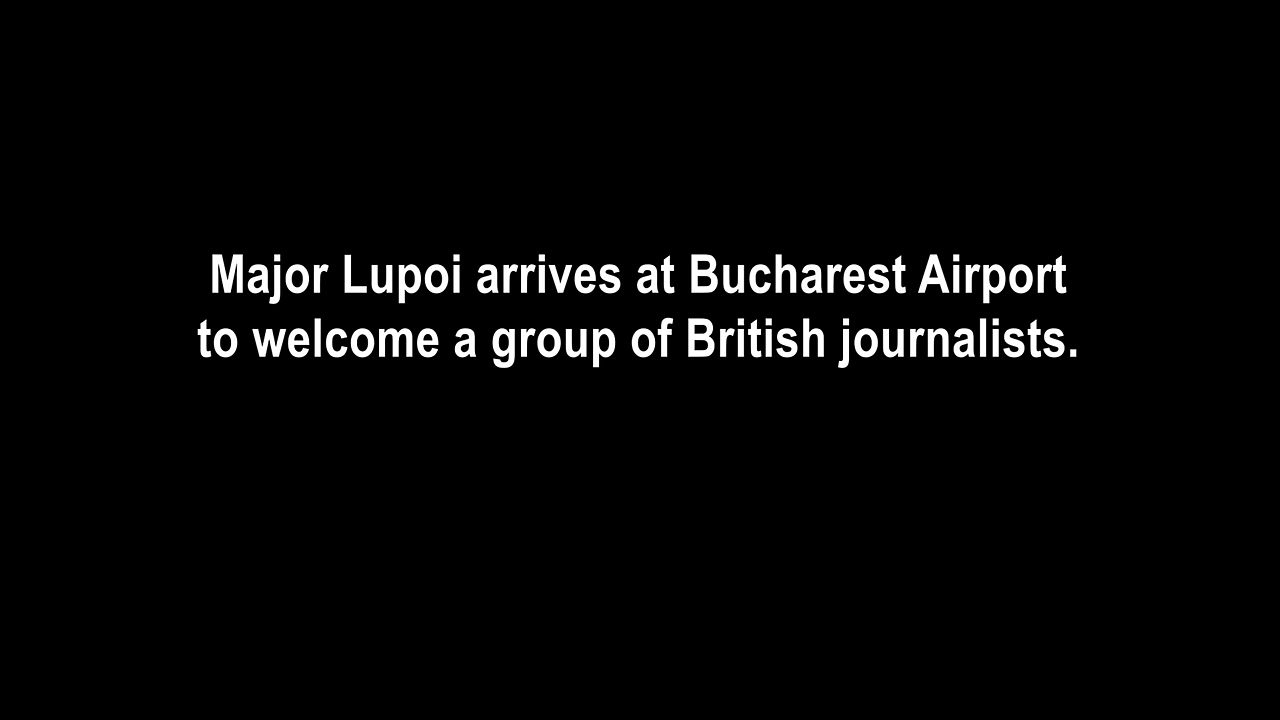 Major Lupoi arrives at Bucharest Airport
to welcome a group of British journalists.